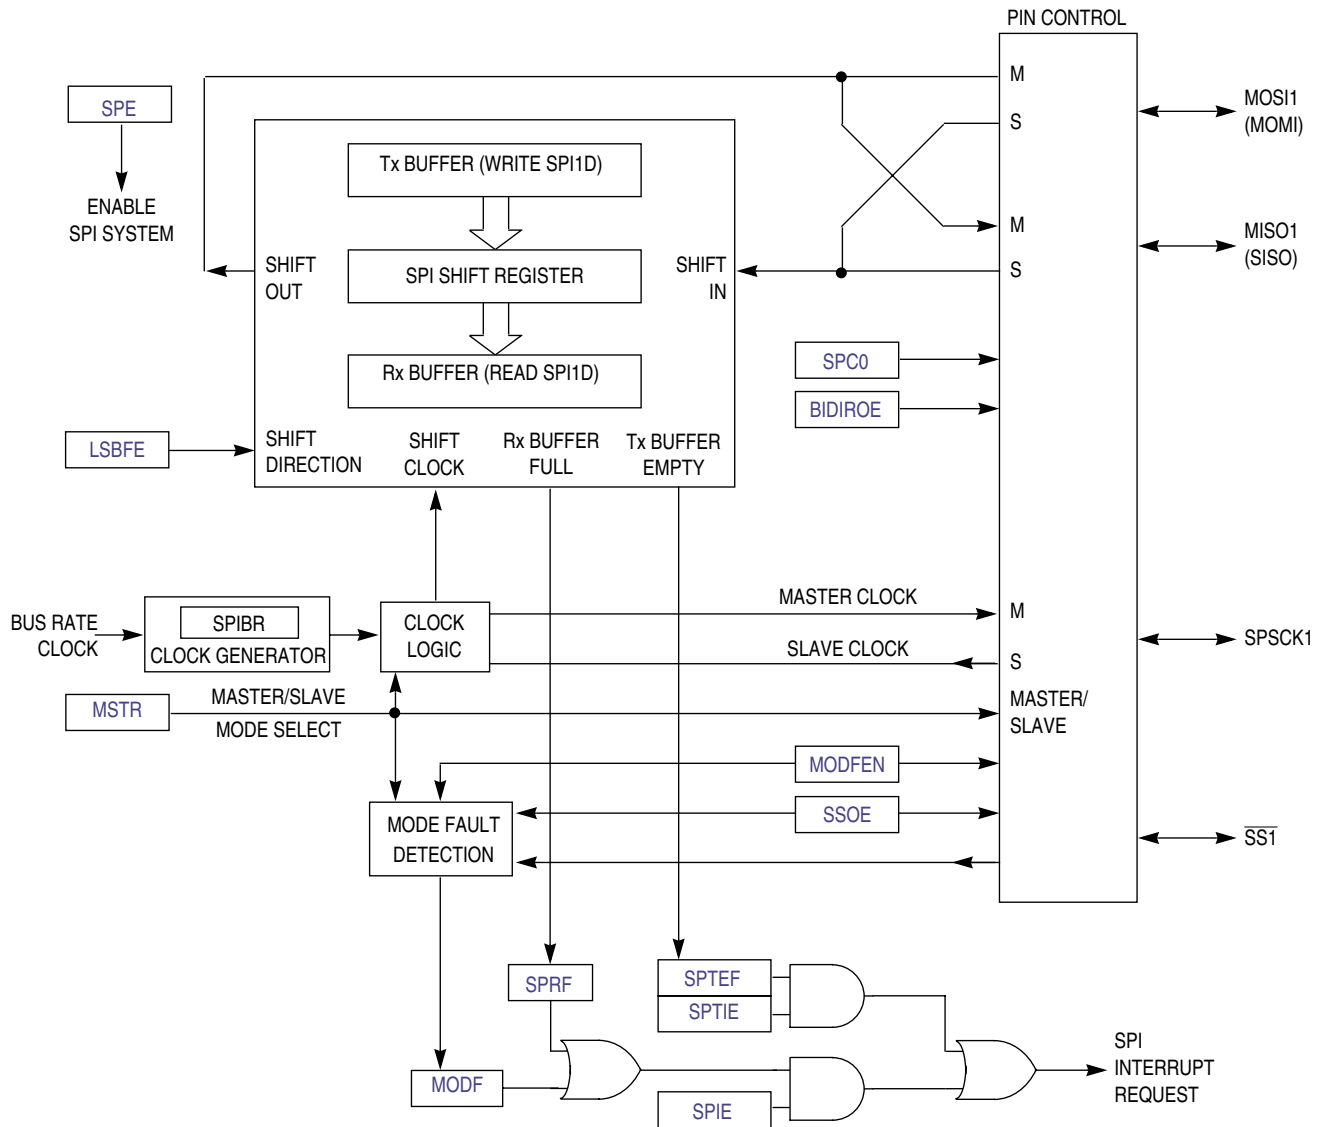 PIN CONTROL
M
MOSI1
(MOMI)
SPE
S
Tx BUFFER (WRITE SPI1D)
ENABLE
SPI SYSTEM
M
MISO1
(SISO)
SHIFT
OUT
SPI SHIFT REGISTER
SHIFT
IN
S
SPC0
Rx BUFFER (READ SPI1D)
BIDIROE
LSBFE
SHIFT
DIRECTION
SHIFT
CLOCK
Rx BUFFER
FULL
Tx BUFFER
EMPTY
MASTER CLOCK
M
BUS RATE
CLOCK
SPIBR
CLOCK GENERATOR
CLOCK
LOGIC
SLAVE CLOCK
S
SPSCK1
MSTR
MASTER/SLAVE
MODE SELECT
MASTER/
SLAVE
MODFEN
SSOE
MODE FAULT
DETECTION
SS1
SPRF
SPTEF
SPTIE
SPI
INTERRUPT
REQUEST
MODF
SPIE